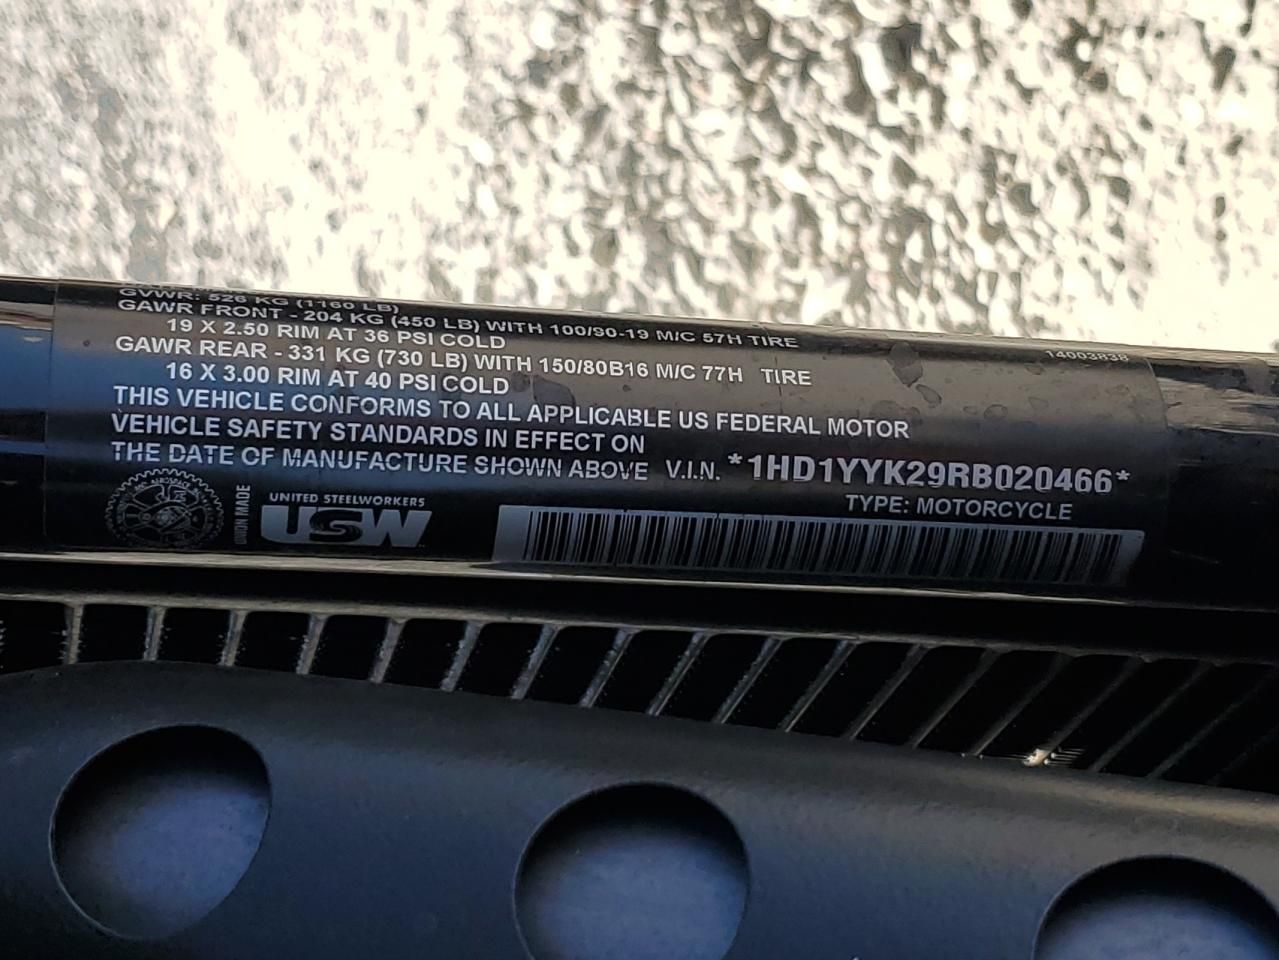 GVWR: 526 KG (1160 LB)
GAWR FRONT - 204 KG (450 LB) WITH 100/90-19 M/C 57H TIRE
19 X 2.50 RIM AT 36 PSI COLD
14003838
GAWR REAR - 331 KG (730 LB) WITH 150/80B16 M/C 77H TIRE
16 X 3.00 RIM AT 40 PSI COLD
THIS VEHICLE CONFORMS TO ALL APPLICABLE US FEDERAL MOTOR
VEHICLE SAFETY STANDARDS IN EFFECT ON
THE DATE OF MANUFACTURE SHOWN ABOVE V.I.N. *1HD1YYK29RB020466*
TYPE: MOTORCYCLE
AEROSPACE
UNION MADE
UNITED STEELWORKERS
USW